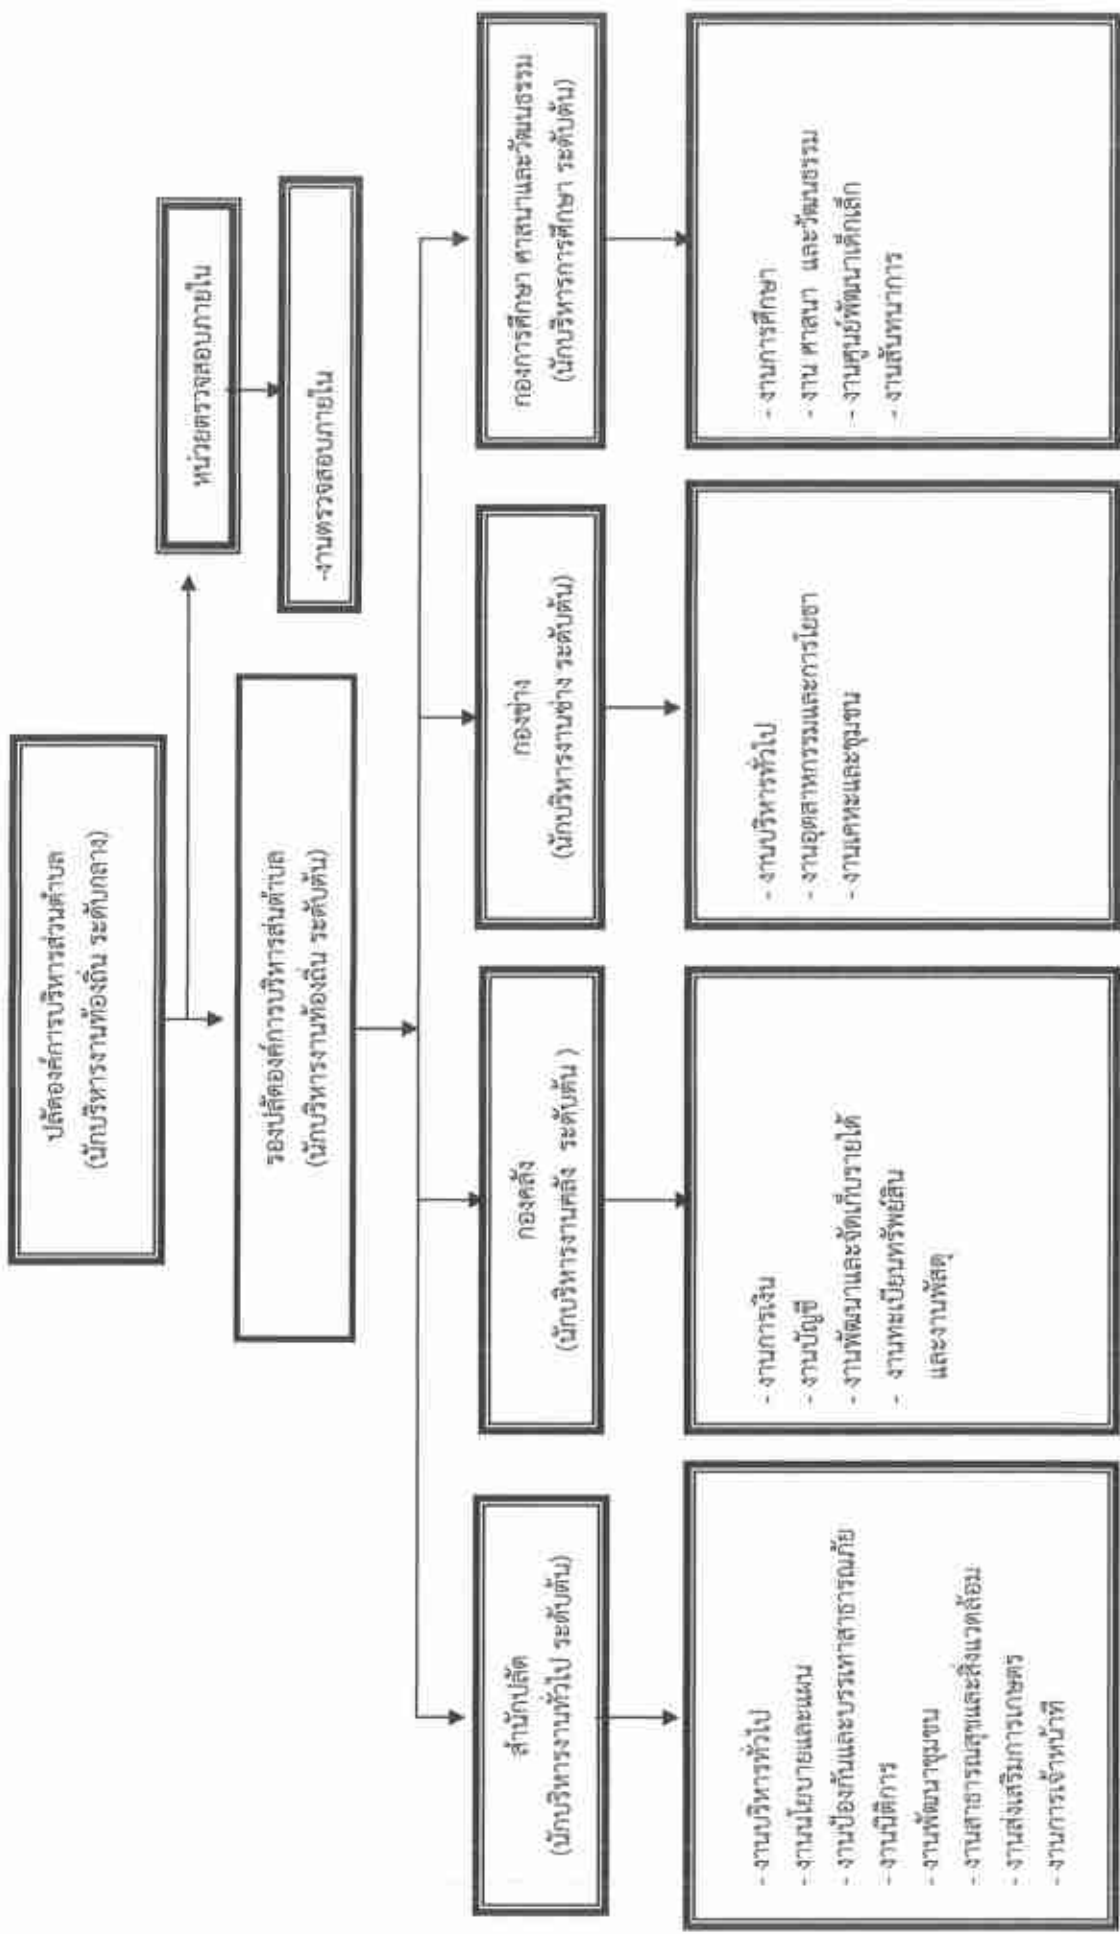 ปลัดองค์การบริหารส่วนตำบล
(นักบริหารงานท้องถิ่น ระดับกลาง)
หน่วยตรวจสอบภายใน
-งานตรวจสอบภายใน
รองปลัดองค์การบริหารส่นตำบล
(นักบริหารงานท้องถิ่น ระดับต้น)
สำนักปลัด
(นักบริหารงานทั่วไป ระดับต้น)
กองคลัง
(นักบริหารงานคลัง ระดับต้น )
กองช่าง
(นักบริหารงานช่าง ระดับต้น)
กองการศึกษา ศาสนาและวัฒนธรรม
(นักบริหารการศึกษา ระดับต้น)
- งานบริหารทั่วไป
- งานนโยบายและแผน
- งานป้องกันและบรรเทาสาธารณภัย
- งานนิติการ
- งานพัฒนาชุมชน
- งานสาธารณสุขและสิ่งแวดล้อม
- งานส่งเสริมการเกษตร
- งานการเจ้าหน้าที่
- งานการเงิน
- งานบัญชี
- งานพัฒนาและจัดเก็บรายได้
- งานทะเบียนทรัพย์สิน
และงานพัสดุ
- งานบริหารทั่วไป
- งานอุตสาหกรรมและการโยธา
- งานเคหะและชุมชน
- งานการศึกษา
- งาน ศาสนา และวัฒนธรรม
- งานศูนย์พัฒนาเด็กเล็ก
- งานสันทนาการ